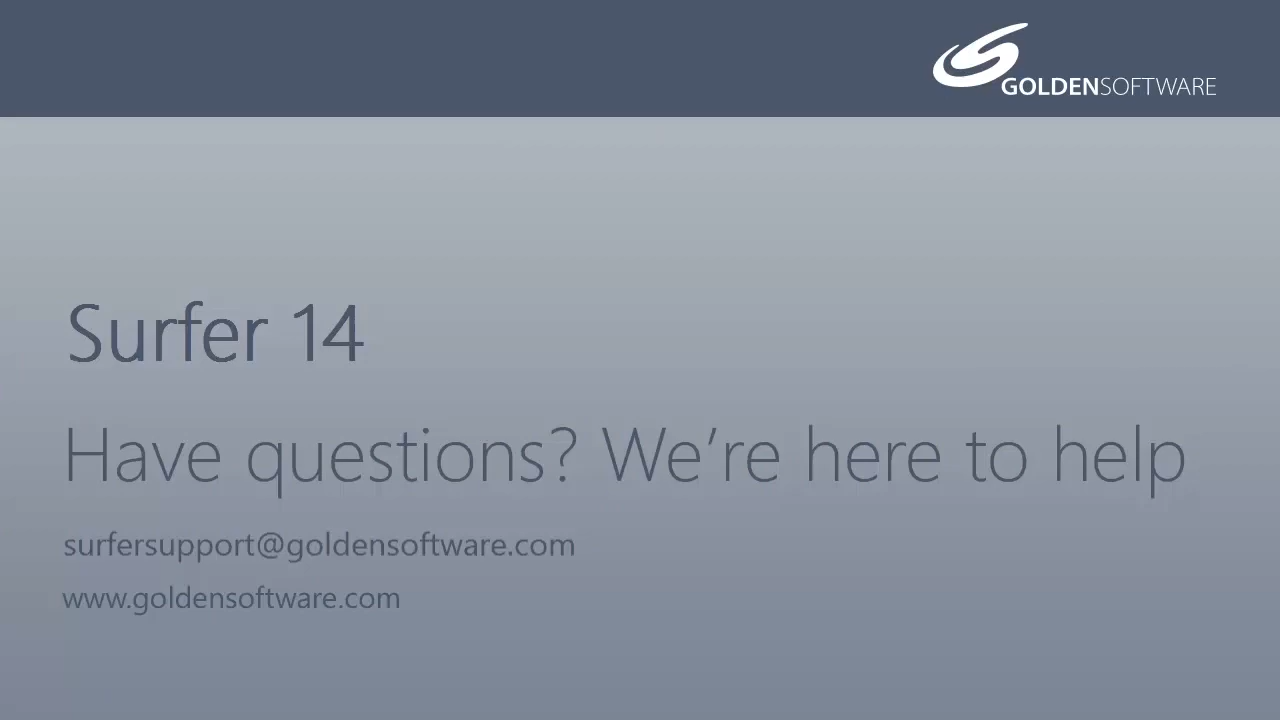 GOLDENSOFTWARE
Surfer 14
Have questions? We’re here to help
surfersupport@goldensoftware.com
www.goldensoftware.com